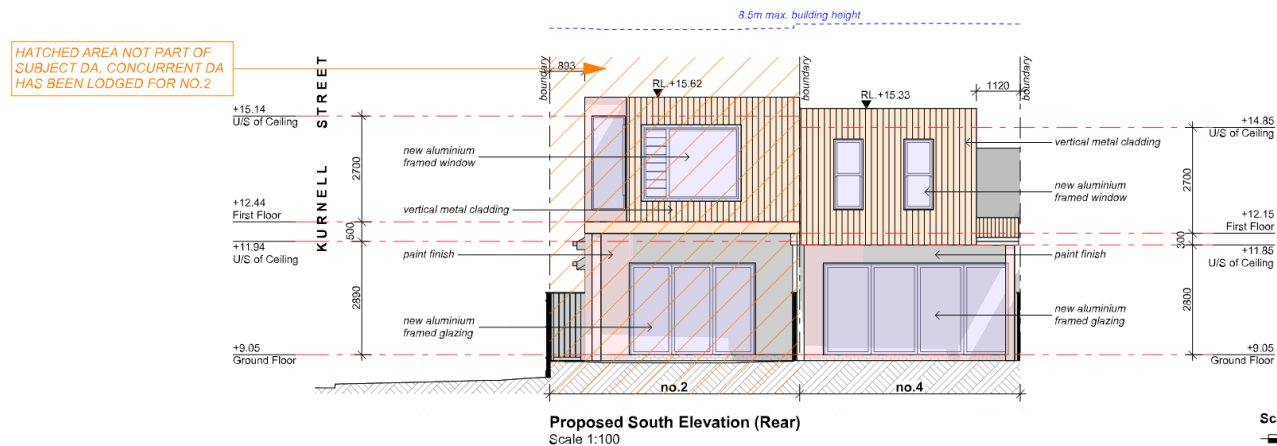 8.5m max. building height
HATCHED AREA NOT PART OF
SUBJECT DA, CONCURRENT DA
HAS BEEN LODGED FOR NO.2
KURNELL STREET
boundary
893
boundary
boundary
1120
RL.+15.62
RL.+15.33
+15.14
U/S of Ceiling
2700
+12.44
First Floor
500
+11.94
U/S of Ceiling
2890
+9.05
Ground Floor
new aluminium
framed window
vertical metal cladding
paint finish
new aluminium
framed glazing
+14.85
U/S of Ceiling
vertical metal cladding
2700
new aluminium
framed window
+12.15
First Floor
300
+11.85
U/S of Ceiling
paint finish
2800
new aluminium
framed glazing
+9.05
Ground Floor
no.2
no.4
Proposed South Elevation (Rear)
Scale 1:100